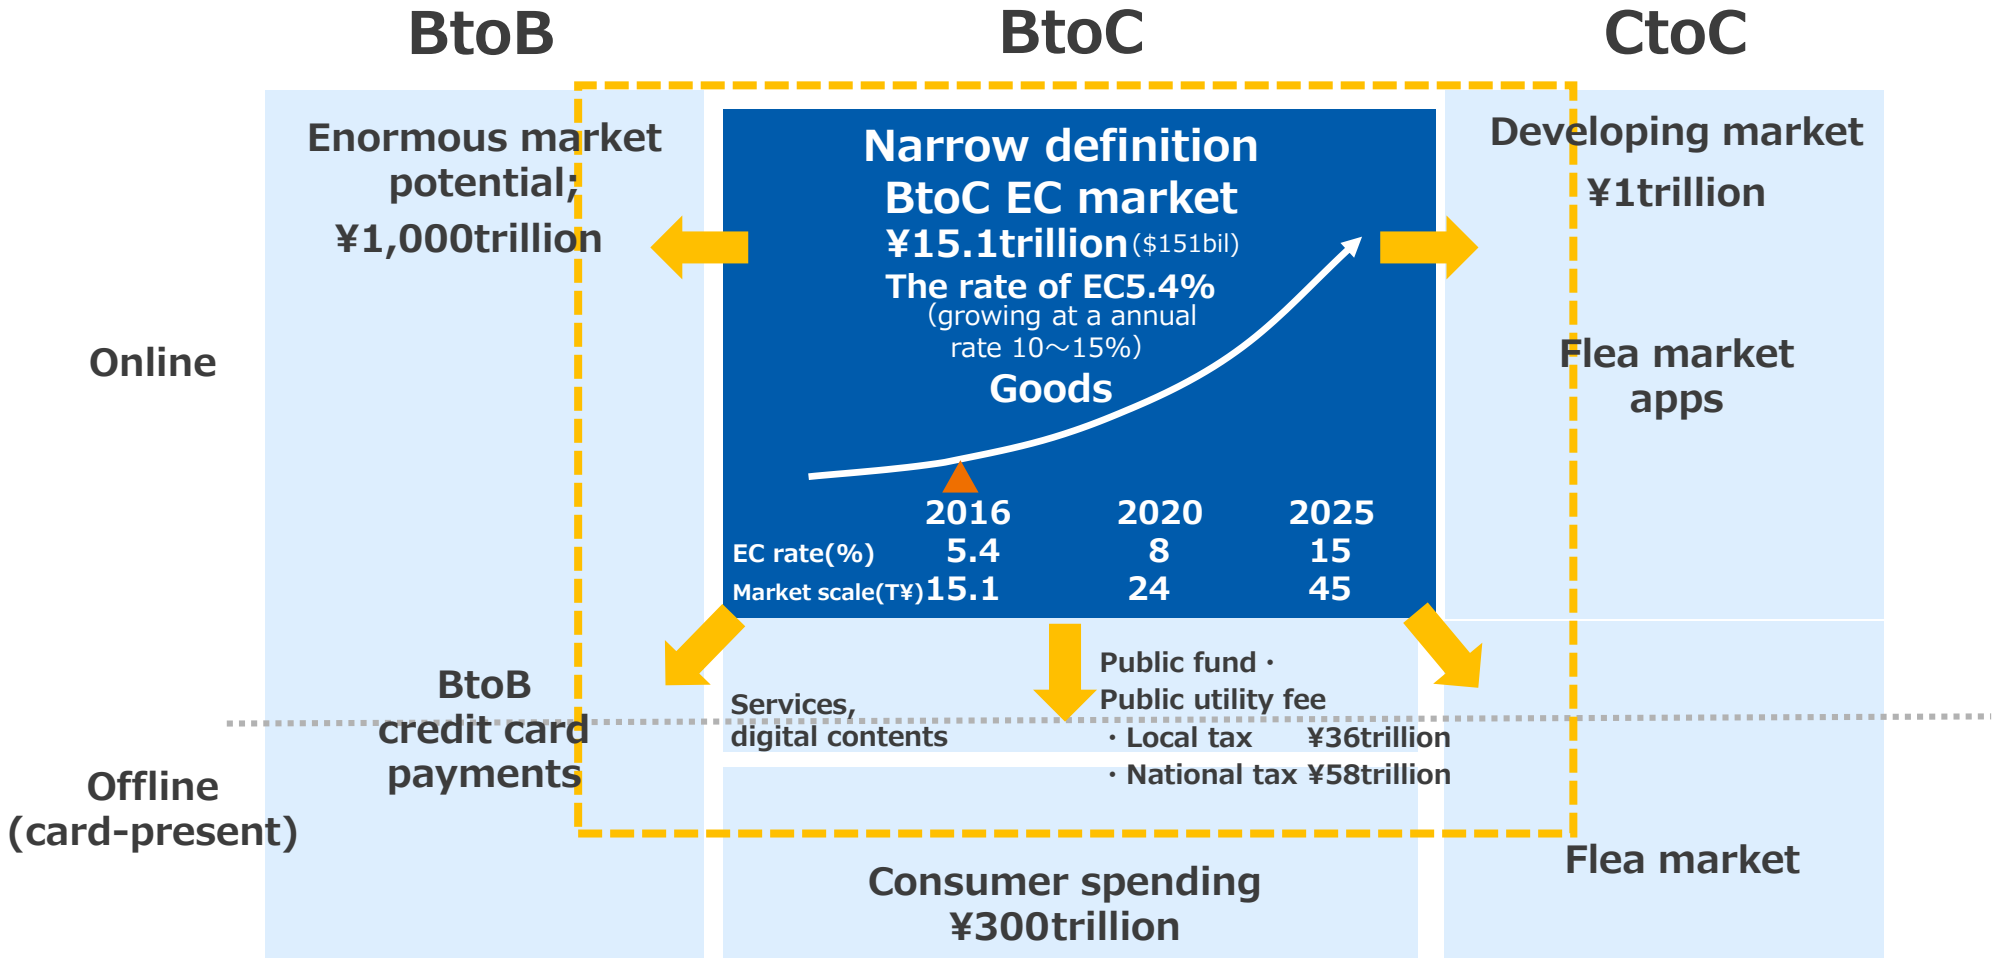 BtoB
BtoC
CtoC
Enormous market
potential;
¥1,000trillion
Narrow definition
BtoC EC market
¥15.1trillion ($151bil)
The rate of EC5.4%
（growing at a annual
rate 10～15%）
Goods
Developing market
¥1trillion
Flea market
apps
Online
2016 2020 2025
EC rate(%) 5.4 8 15
Market scale(T¥) 15.1 24 45
BtoB
credit card
payments
Services,
digital contents
Public fund・
Public utility fee
・Local tax ¥36trillion
・National tax ¥58trillion
Offline
(card-present)
Flea market
Consumer spending
¥300trillion